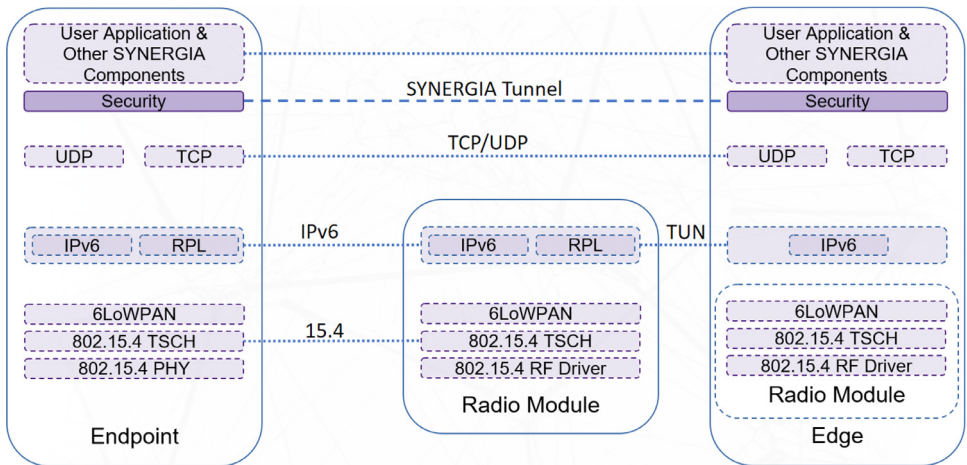 User Application &
Other SYNERGIA
Components
Security
UDP
TCP
IPv6
RPL
6LoWPAN
802.15.4 TSCH
802.15.4 PHY
Endpoint
SYNERGIA Tunnel
TCP/UDP
IPv6
15.4
IPv6
RPL
6LoWPAN
802.15.4 TSCH
802.15.4 RF Driver
Radio Module
TUN
User Application &
Other SYNERGIA
Components
Security
UDP
TCP
IPv6
6LoWPAN
802.15.4 TSCH
802.15.4 RF Driver
Radio Module
Edge